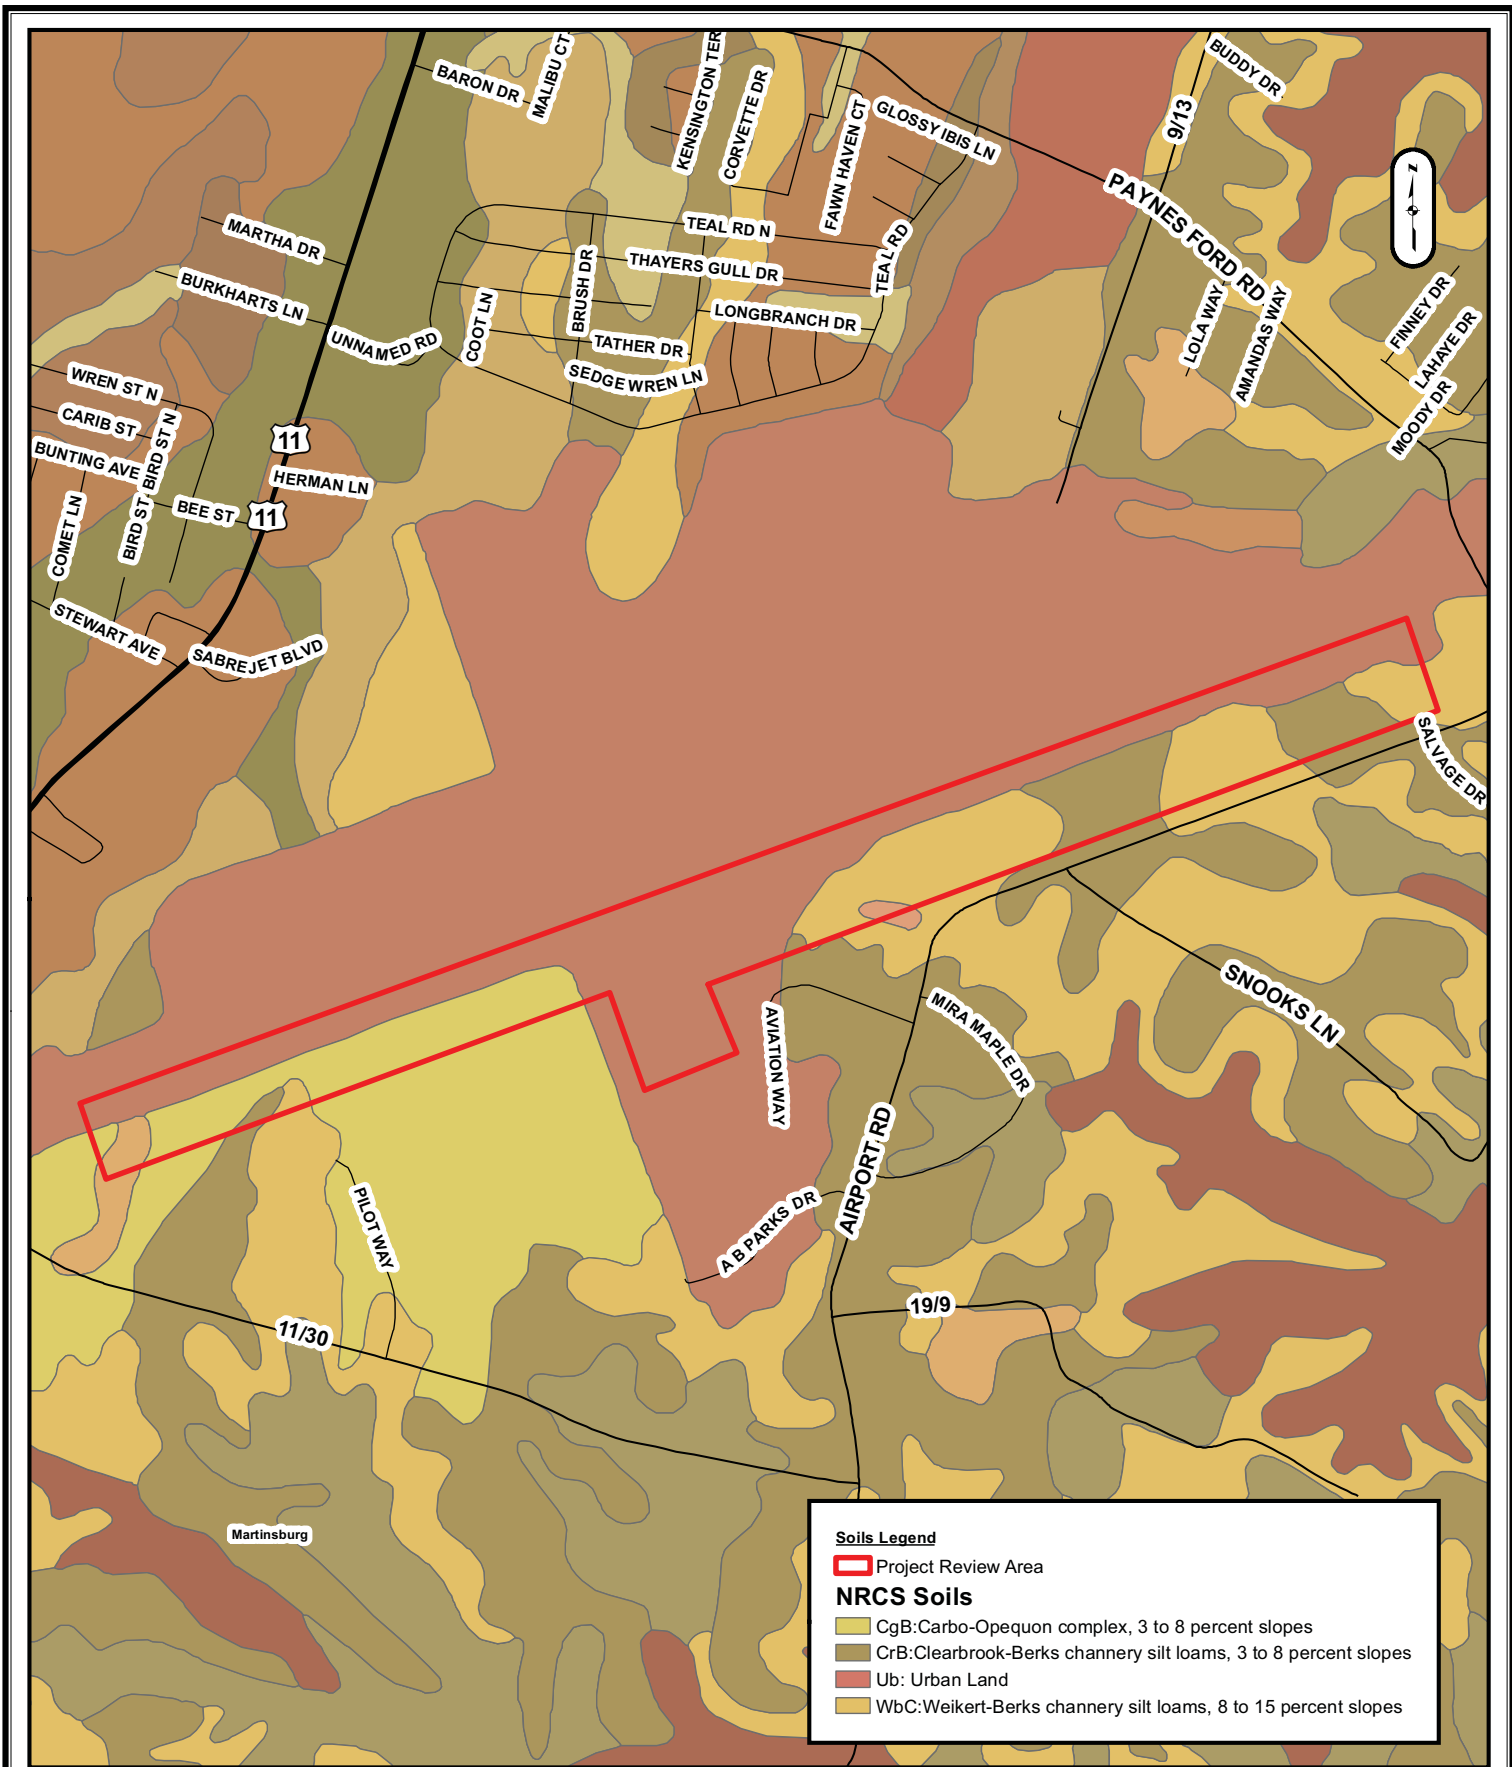 BARON DR
MALIBU CT
KENSINGTON TER
CORVETTE DR
FAWN HAVEN CT
GLOSSY IBIS LN
9/13
BUDDY DR
PAYNES FORD RD
z
MARTHA DR
TEAL RD N
TEAL RD
THAYERS GULL DR
BRUSH DR
BURKHARTS LN
UNNAMED RD
COOT LN
LONGBRANCH DR
TATHER DR
SEDGE WREN LN
LOLA WAY
AMANDAS WAY
FINNEY DR
LAHAYE DR
MOODY DR
WREN ST N
CARIB ST
BUNTING AVE
BIRD ST N
BIRD ST
BEE ST
COMET LN
11
HERMAN LN
11
STEWART AVE
SABREJET BLVD
SALVAGE DR
SNOOKS LN
AVIATION WAY
MIRA MAPLE DR
AIRPORT RD
A B PARKS DR
PILOT WAY
11/30
19/9
Martinsburg
Soils Legend
Project Review Area
NRCS Soils
CgB:Carbo-Opequon complex, 3 to 8 percent slopes
CrB:Clearbrook-Berks channery silt loams, 3 to 8 percent slopes
Ub: Urban Land
WbC:Weikert-Berks channery silt loams, 8 to 15 percent slopes